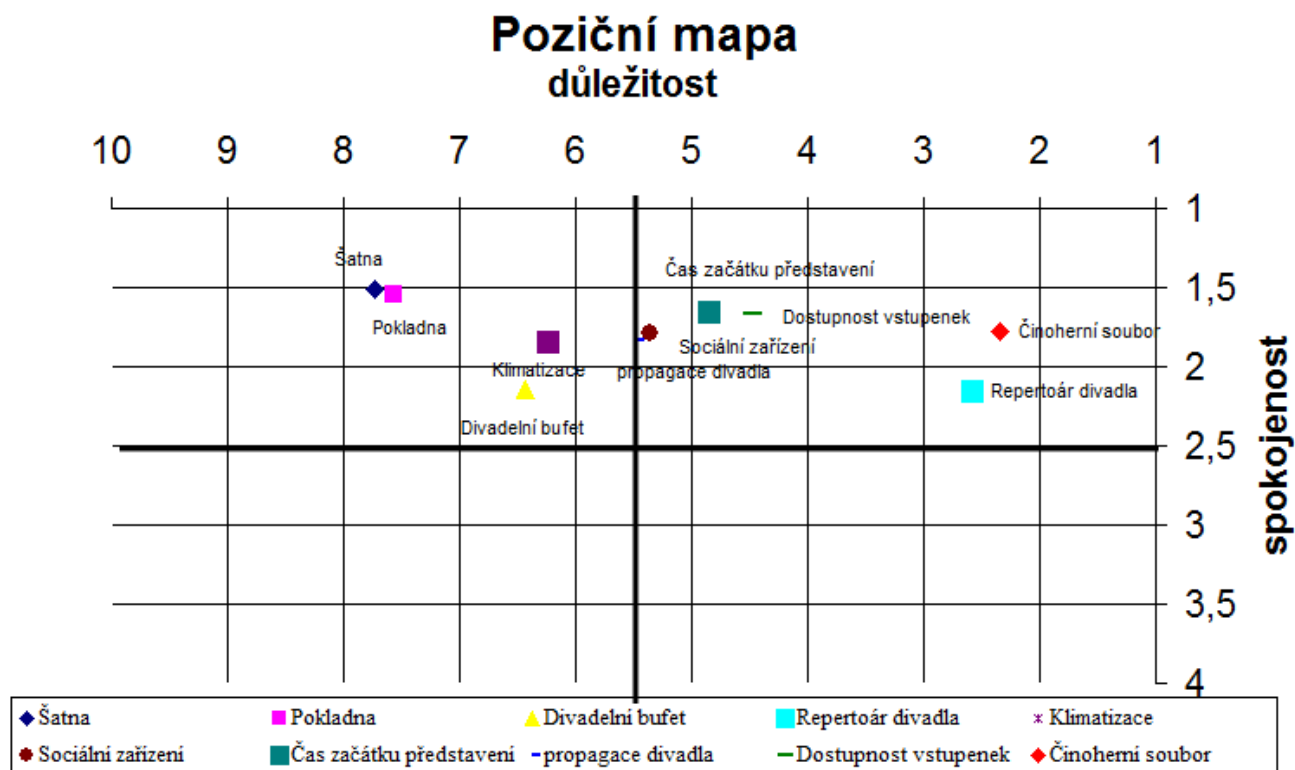 Poziční mapa
důležitost
10 9 8 7 6 5 4 3 2 1
1
Šatna
Čas začátku představení
1,5
Pokladna
Dostupnost vstupenek
Činoherní soubor
Sociální zařízení
2
Klimatizace
propagace divadla
Repertoár divadla
Divadelní bufet
2,5
3
3,5
4
spokojenost
Šatna Pokladna Divadelní bufet Repertoár divadla Klimatizace
Sociální zařízení Čas začátku představení propagace divadla Dostupnost vstupenek Činoherní soubor